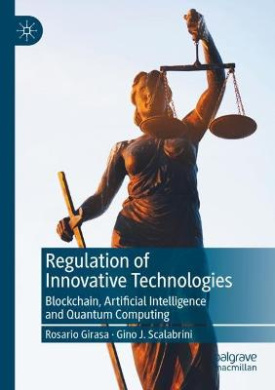 Regulation of
Innovative Technologies
Blockchain, Artificial Intelligence
and Quantum Computing
Rosario Girasa · Gino J. Scalabrini
palgrave
macmillan